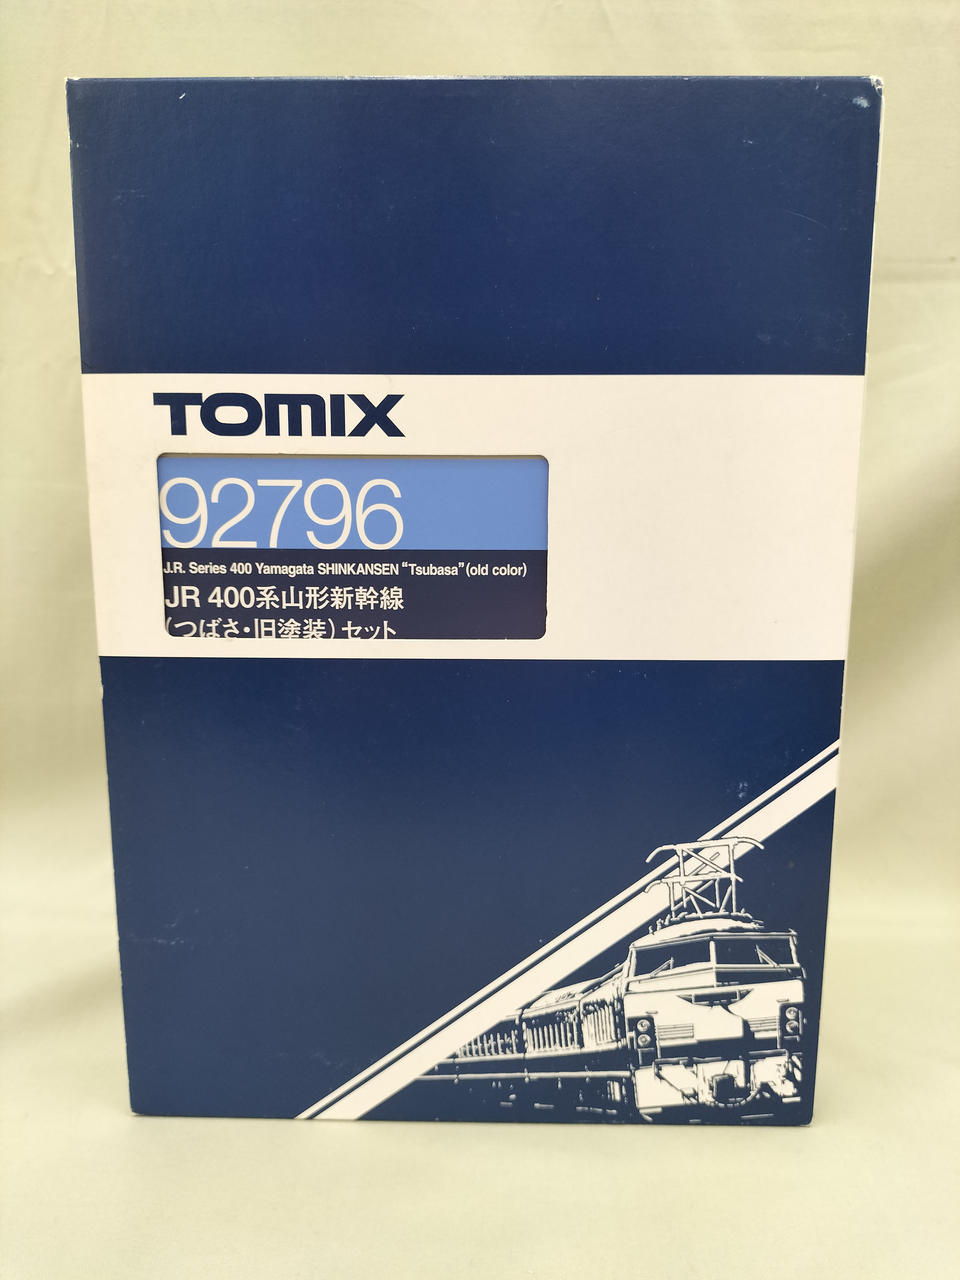 TOMIX
92796
J.R. Series 400 Yamagata SHINKANSEN “Tsubasa” (old color)
JR 400系山形新幹線
(つばさ・旧塗装) セット